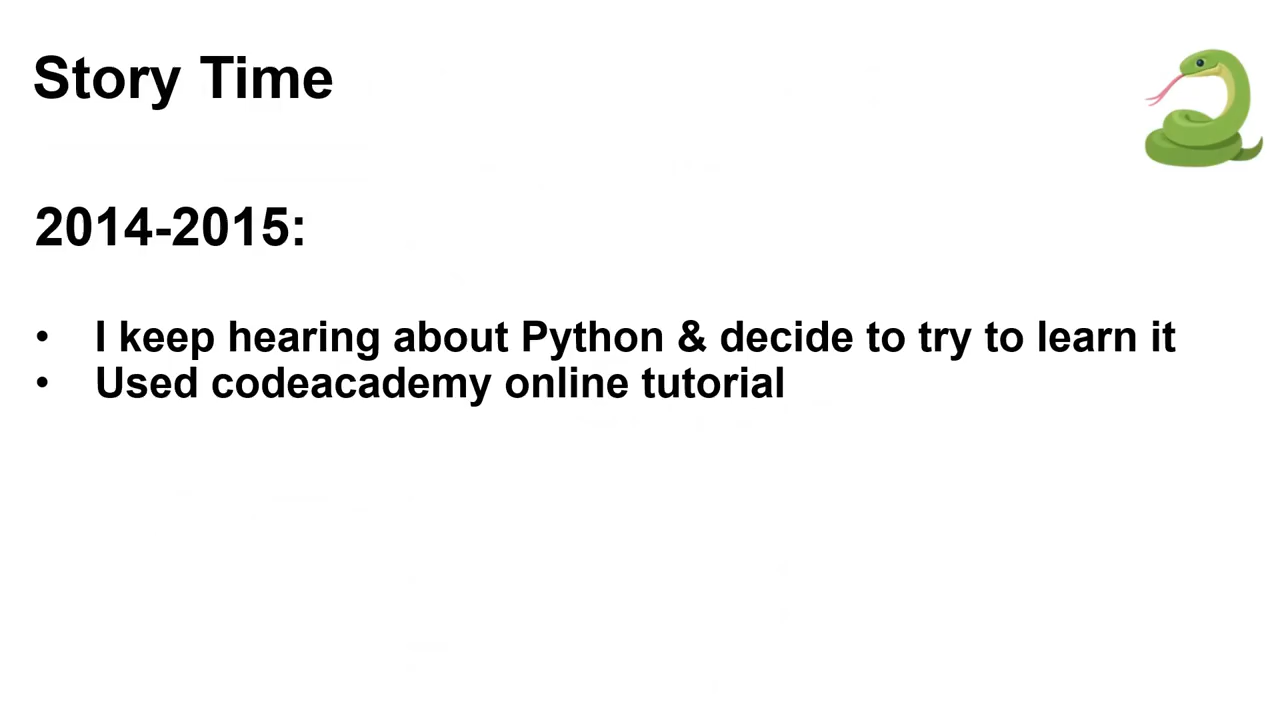 Story Time
2014-2015:
• I keep hearing about Python & decide to try to learn it
• Used codeacademy online tutorial